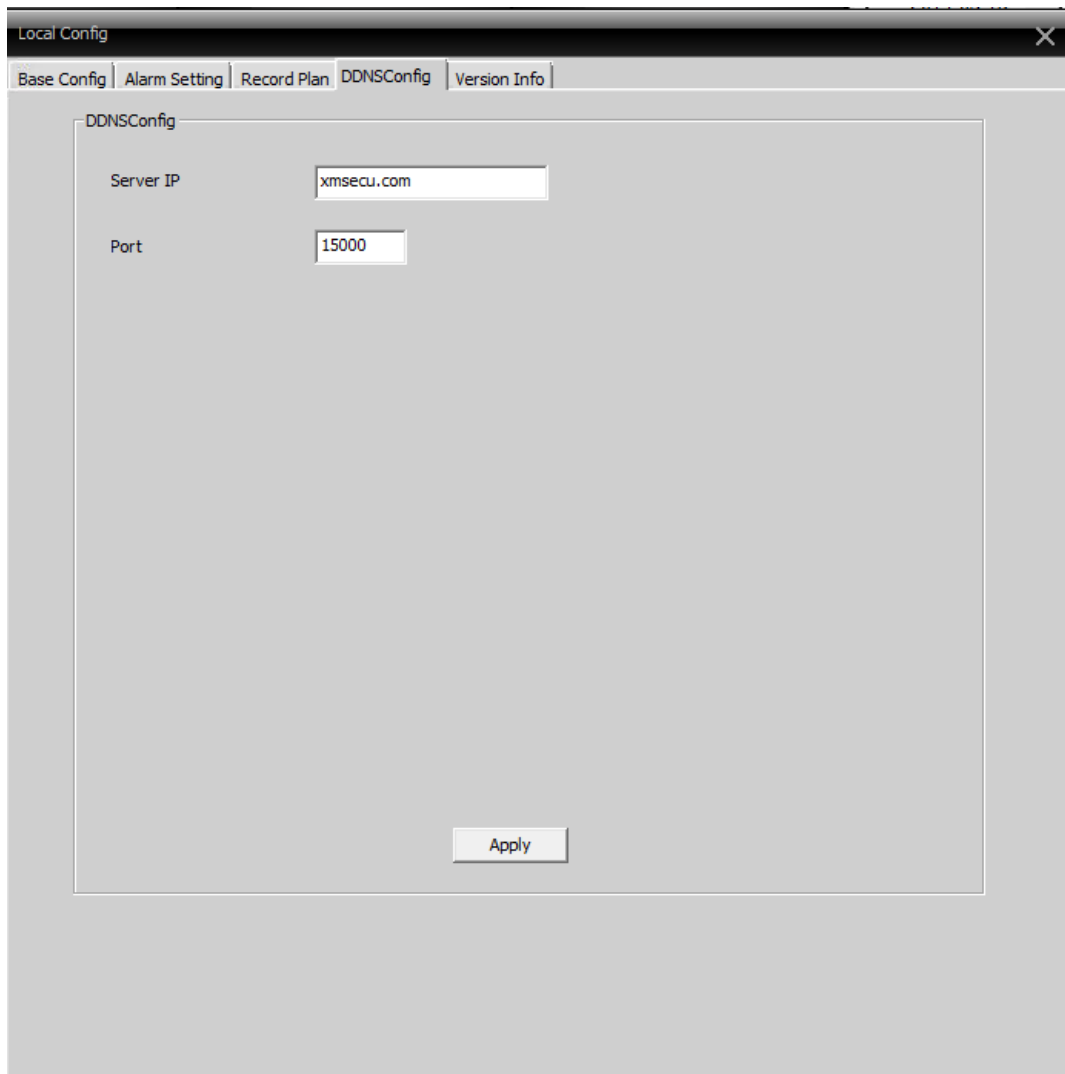 Local Config
Base Config Alarm Setting Record Plan DDNSConfig Version Info
DDNSConfig
Server IP xmsecu.com
Port 15000
Apply